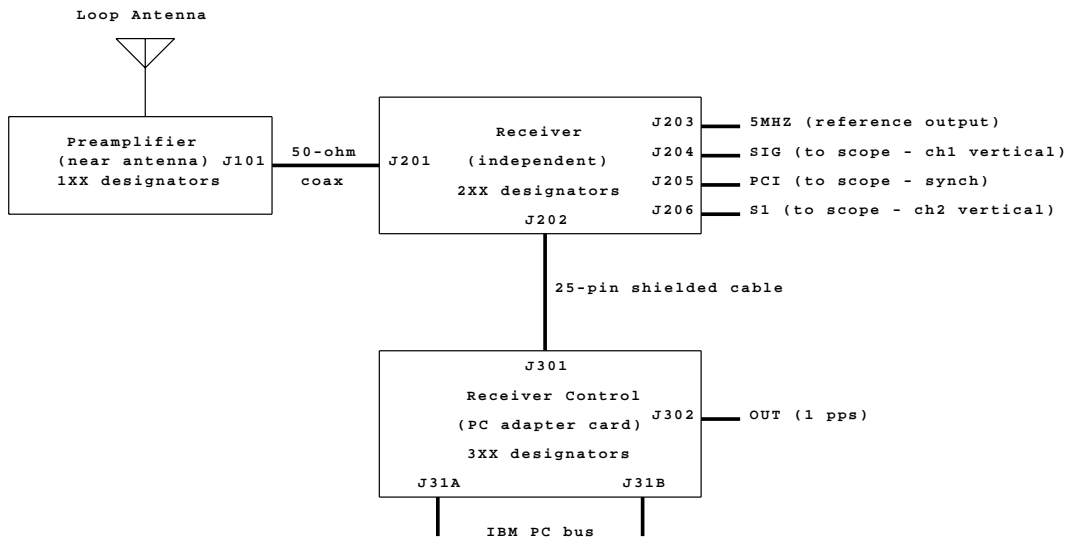 Loop Antenna
Preamplifier
(near antenna)
1XX designators
J101
50-ohm
coax
J201
Receiver
(independent)
2XX designators
J202
J203
J204
J205
J206
5MHZ (reference output)
SIG (to scope - ch1 vertical)
PCI (to scope - synch)
S1 (to scope - ch2 vertical)
25-pin shielded cable
J301
Receiver Control
(PC adapter card)
3XX designators
J302
OUT (1 pps)
J31A
J31B
IBM PC bus